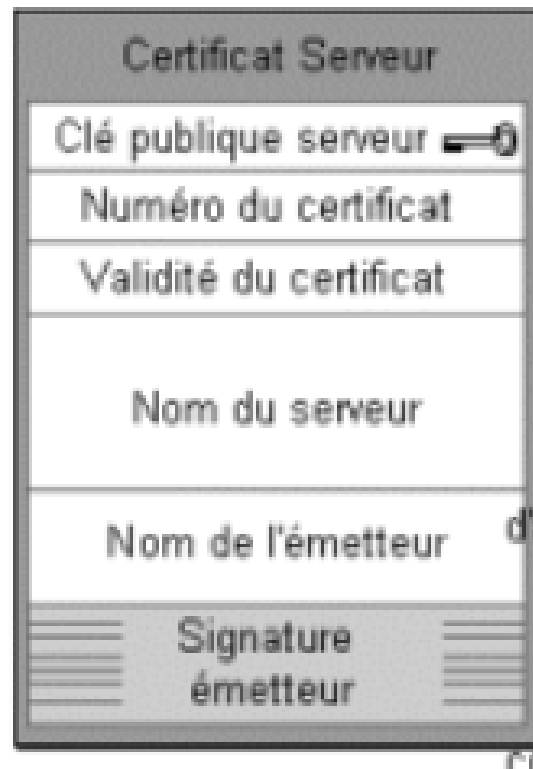 Certificat Serveur
Clé publique serveur
Numéro du certificat
Validité du certificat
Nom du serveur
Nom de l'émetteur
d'
Signature
émetteur